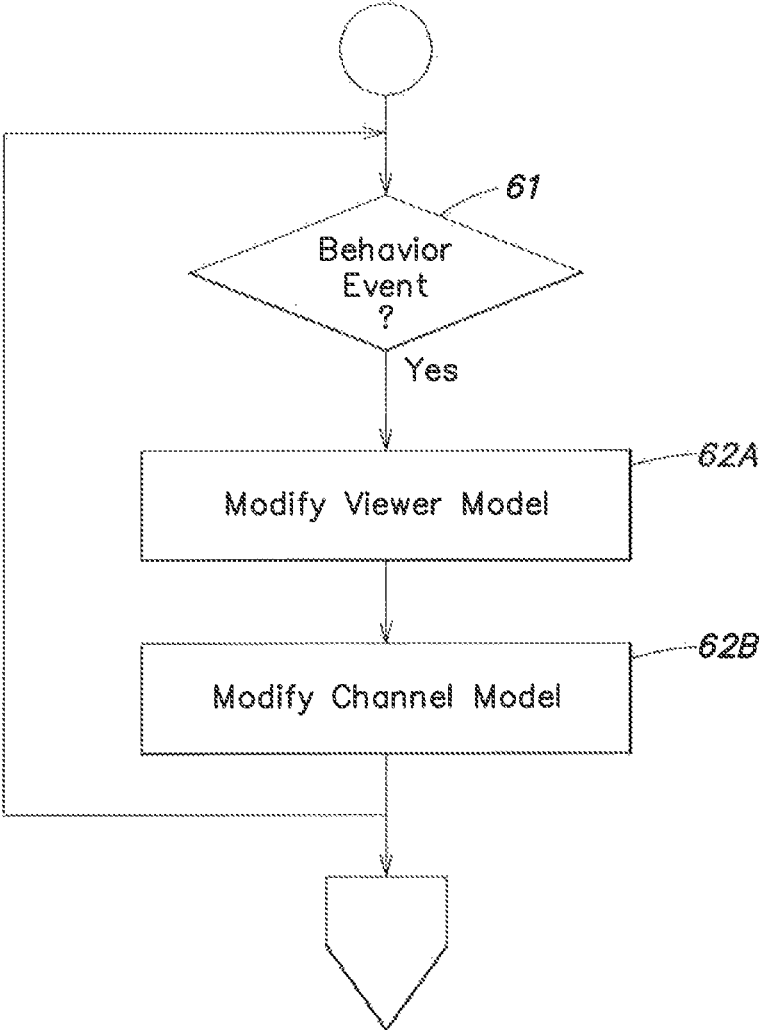 61
Behavior
Event
?
Yes
62A
Modify Viewer Model
62B
Modify Channel Model